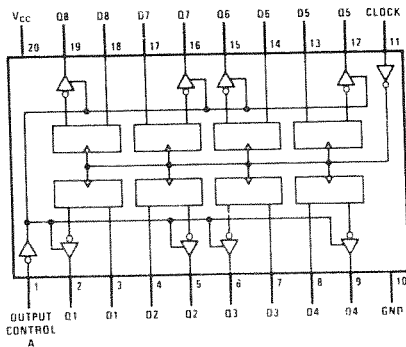 VCC Q8 D8 D7 Q7 Q6 D6 D5 Q5 CLOCK
20 19 18 17 16 15 14 13 12 11
1 2 3 4 5 6 7 8 9 10
OUTPUT CONTROL A Q1 D1 D2 Q2 Q3 D3 D4 Q4 GND